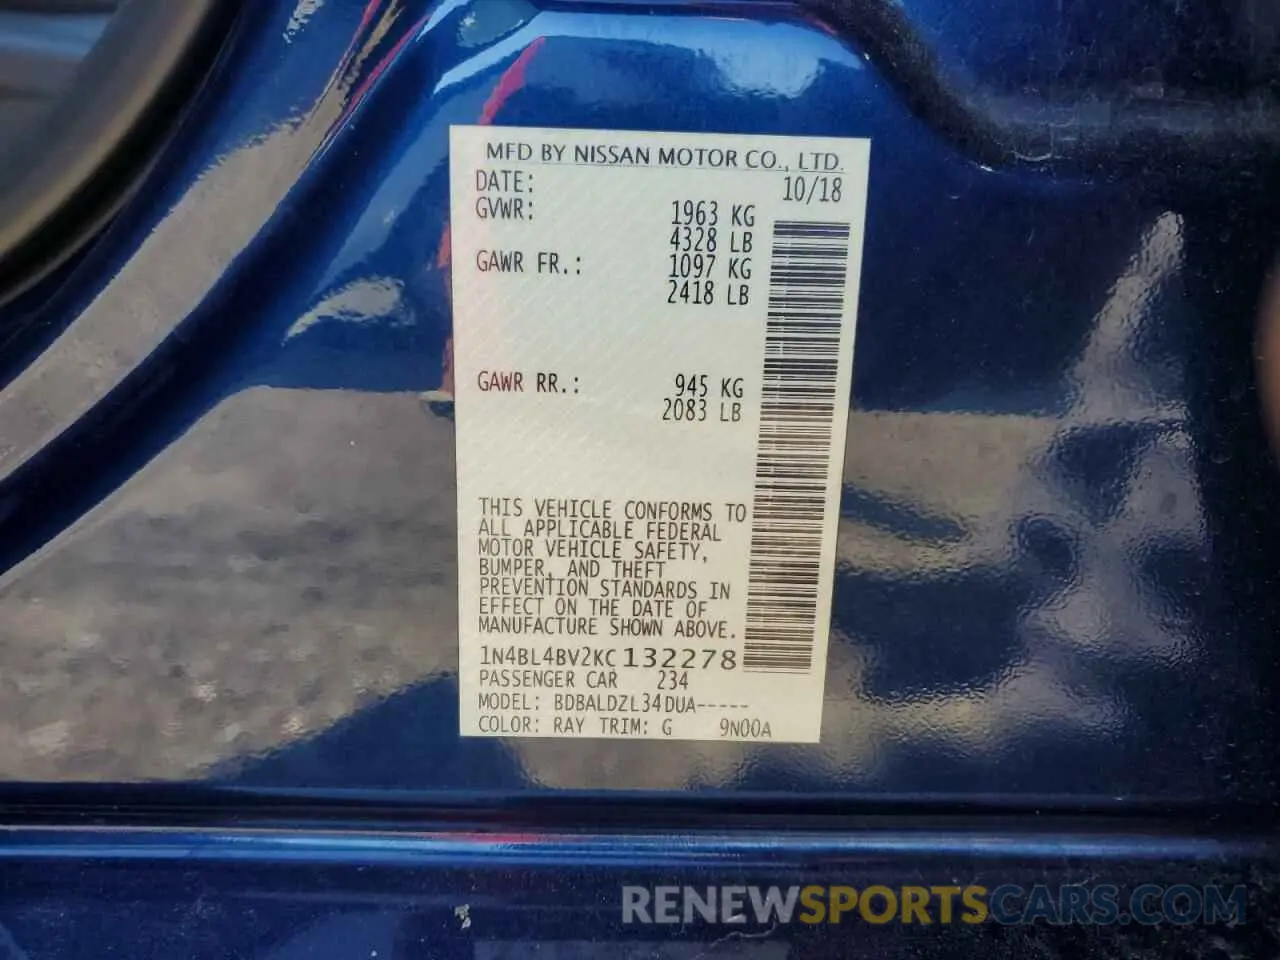 MFD BY NISSAN MOTOR CO., LTD.
DATE: 10/18
GVWR: 1963 KG
4328 LB
GAWR FR.: 1097 KG
2418 LB
GAWR RR.: 945 KG
2083 LB
THIS VEHICLE CONFORMS TO
ALL APPLICABLE FEDERAL
MOTOR VEHICLE SAFETY,
BUMPER, AND THEFT
PREVENTION STANDARDS IN
EFFECT ON THE DATE OF
MANUFACTURE SHOWN ABOVE.
1N4BL4BV2KC132278
PASSENGER CAR 234
MODEL: BDBALDZL34DUA-----
COLOR: RAY TRIM: G 9N00A
RENEWSPORTSCARS.COM